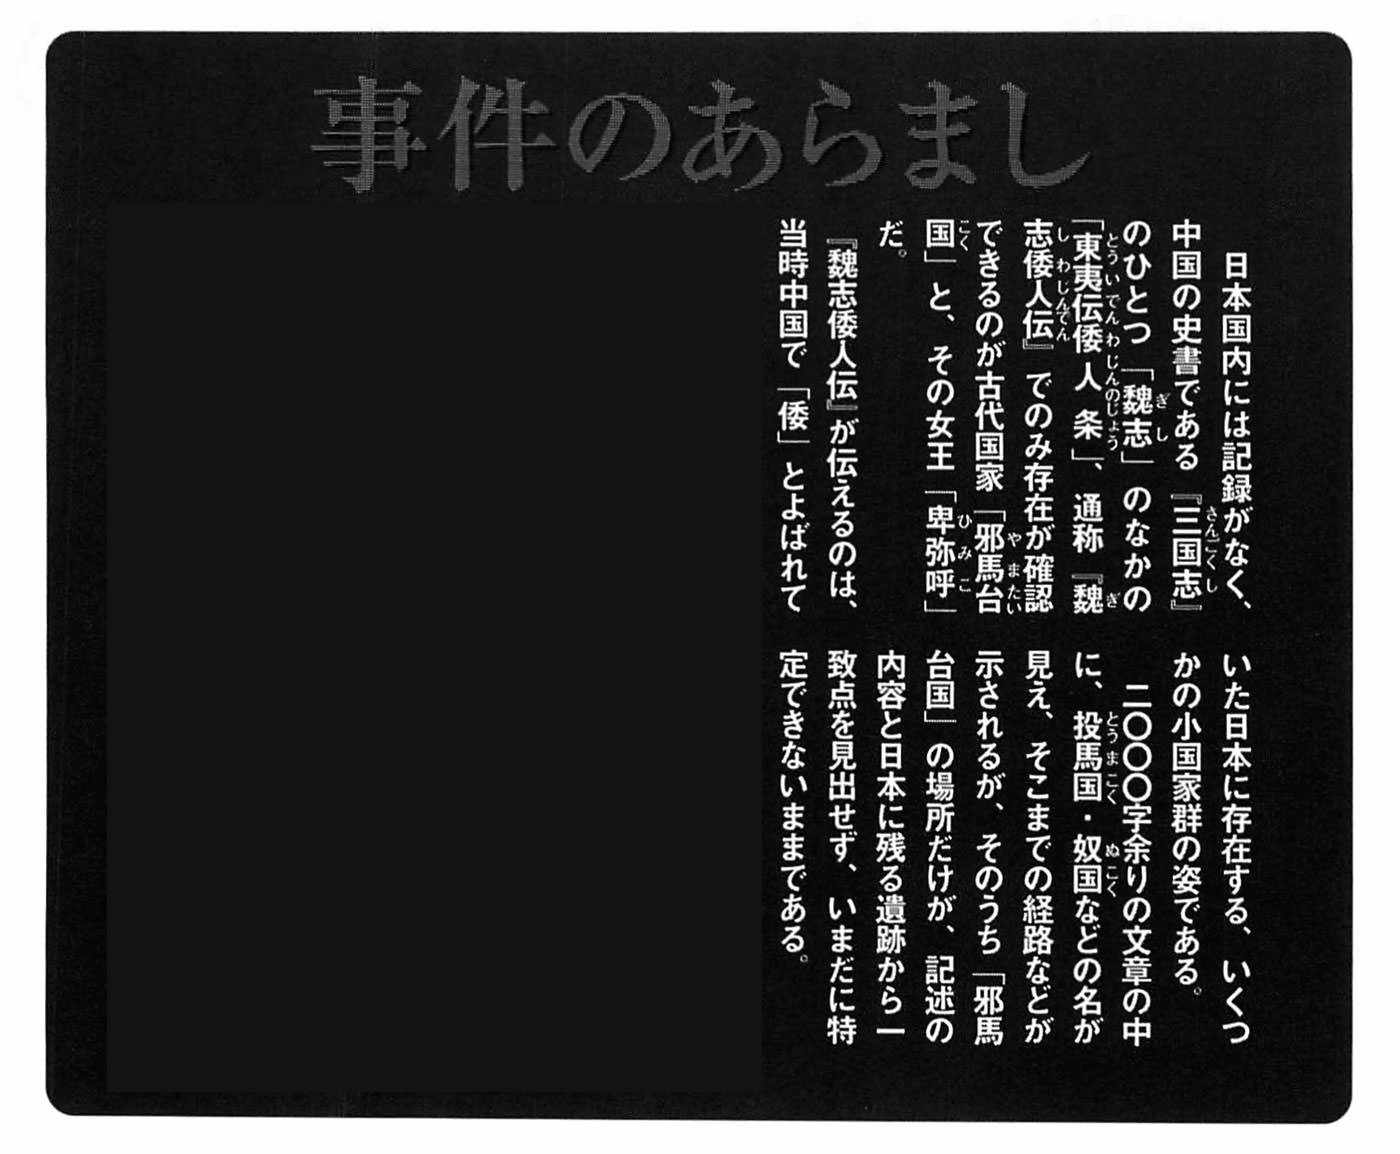 事件のあらまし
日本国内には記録がなく、
中国の史書である『三国志』
のひとつ「魏志」のなかの
「東夷伝倭人条」、通称『魏
志倭人伝』でのみ存在が確認
できるのが古代国家「邪馬台
国」と、その女王「卑弥呼」
だ。
『魏志倭人伝』が伝えるのは、
当時中国で「倭」とよばれて
いた日本に存在する、いくつ
かの小国家群の姿である。
二〇〇〇字余りの文章の中
に、投馬国・奴国などの名が
見え、そこまでの経路などが
示されるが、そのうち「邪馬
台国」の場所だけが、記述の
内容と日本に残る遺跡から一
致点を見出せず、いまだに特
定できないままである。